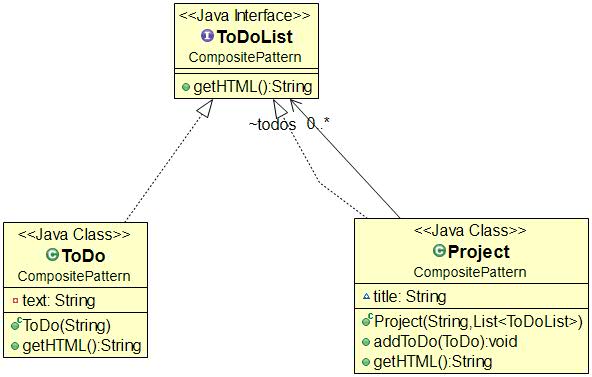 <<Java Interface>>
ToDoList
CompositePattern
getHTML():String
~todos 0..*
<<Java Class>>
ToDo
CompositePattern
text: String
ToDo(String)
getHTML():String
<<Java Class>>
Project
CompositePattern
title: String
Project(String,List<ToDoList>)
addToDo(ToDo):void
getHTML():String